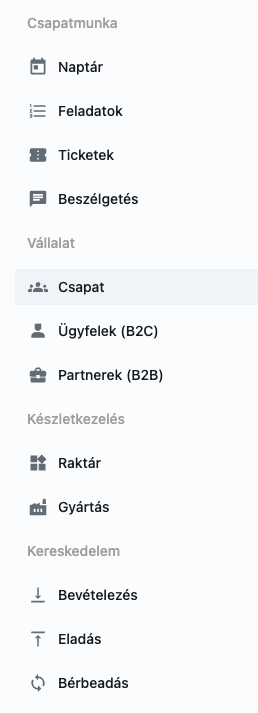 Csapatmunka
Naptár
Feladatok
Ticketek
Beszélgetés
Vállalat
Csapat
Ügyfelek (B2C)
Partnerek (B2B)
Készletkezelés
Raktár
Gyártás
Kereskedelem
Bevételezés
Eladás
Bérbeadás